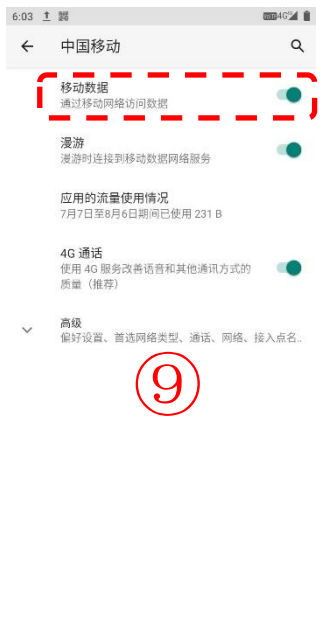 6:03
4G
中国移动
移动数据
通过移动网络访问数据
漫游
漫游时连接到移动数据网络服务
应用的流量使用情况
7月7日至8月6日期间已使用 231 B
4G 通话
使用 4G 服务改善语音和其他通讯方式的
质量（推荐）
高级
偏好设置、首选网络类型、通话、网络、接入点名..
⑨